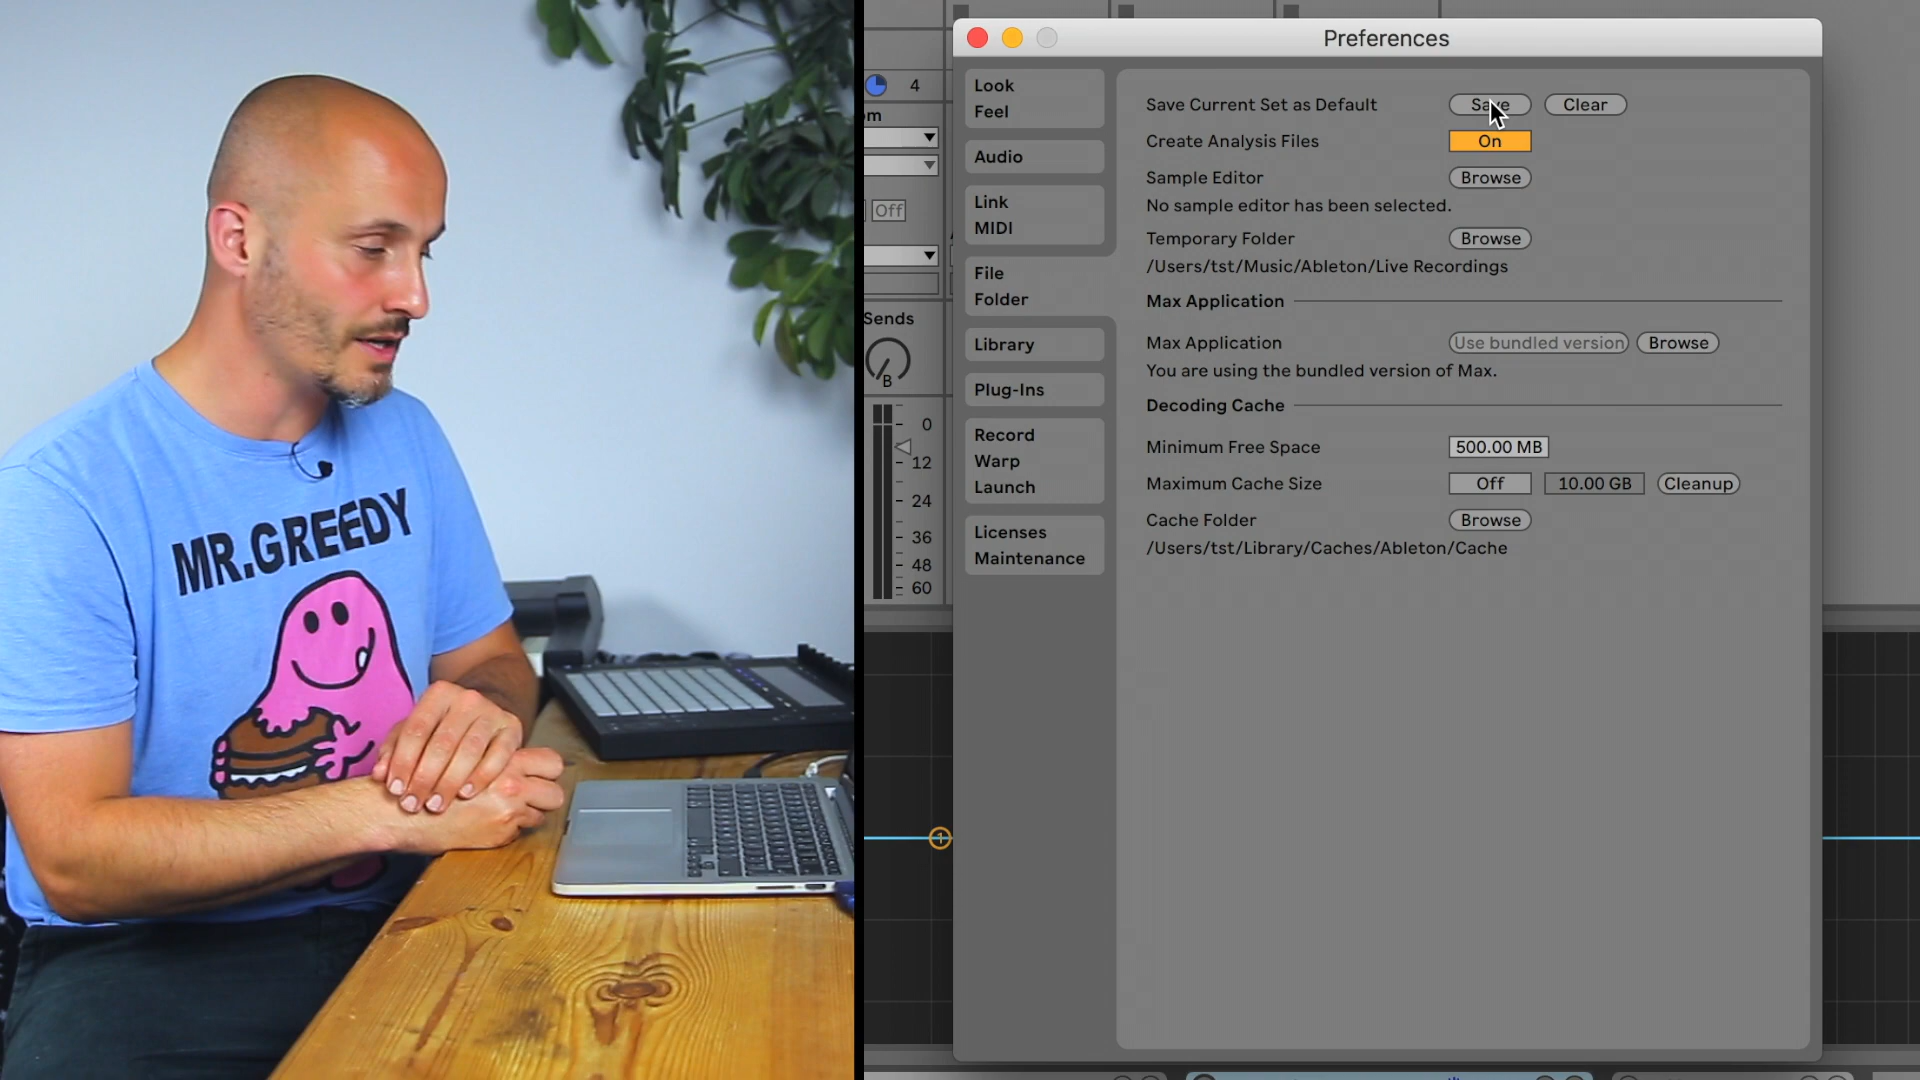 MR.GREEDY
4
Off
Sends
B
0
12
24
36
48
60
Preferences
Look
Feel
Audio
Link
MIDI
File
Folder
Library
Plug-Ins
Record
Warp
Launch
Licenses
Maintenance
Save Current Set as Default Save Clear
Create Analysis Files On
Sample Editor Browse
No sample editor has been selected.
Temporary Folder Browse
/Users/tst/Music/Ableton/Live Recordings
Max Application
Max Application Use bundled version Browse
You are using the bundled version of Max.
Decoding Cache
Minimum Free Space 500.00 MB
Maximum Cache Size Off 10.00 GB Cleanup
Cache Folder Browse
/Users/tst/Library/Caches/Ableton/Cache
1